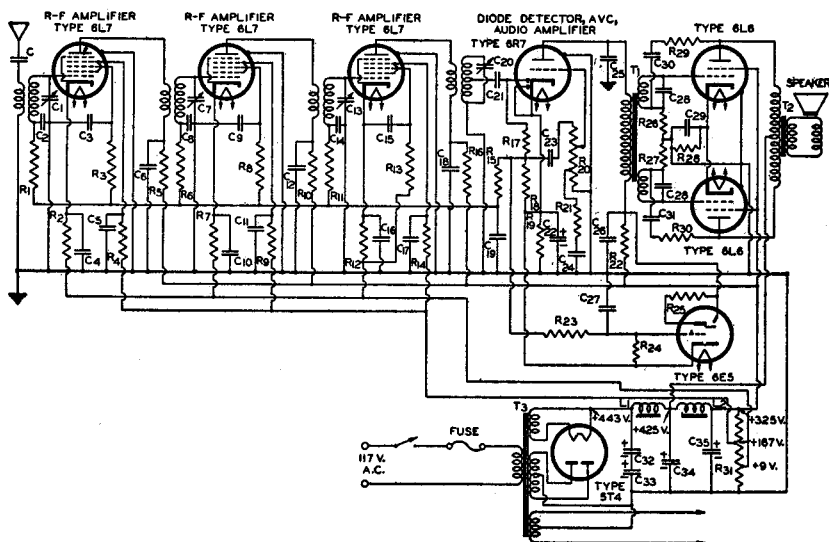 R-F AMPLIFIER
TYPE 6L7
R-F AMPLIFIER
TYPE 6L7
R-F AMPLIFIER
TYPE 6L7
DIODE DETECTOR, AVC,
AUDIO AMPLIFIER
TYPE 6R7
TYPE 6L6
C
C1
C2
C3
R1
R3
C6
R5
C7
C8
C9
R6
R8
C12
R10
C13
C14
C15
R11
R13
C18
R16
C20
C21
R17
R15
C23
R20
C25
T1
R29
C30
C28
R26
C29
R28
R27
C28
C31
R30
TYPE 6L6
T2
SPEAKER
R2
C5
C4
R4
R7
C11
C10
R9
R12
C16
C17
R14
C19
R18
R19
C22
R21
C24
C26
R22
C27
R23
R24
R25
TYPE 6E5
117 V.
A.C.
FUSE
T3
TYPE
5T4
+443 V.
+425 V.
L
C32
C33
C34
C35
R31
+325 V.
+167 V.
+9 V.